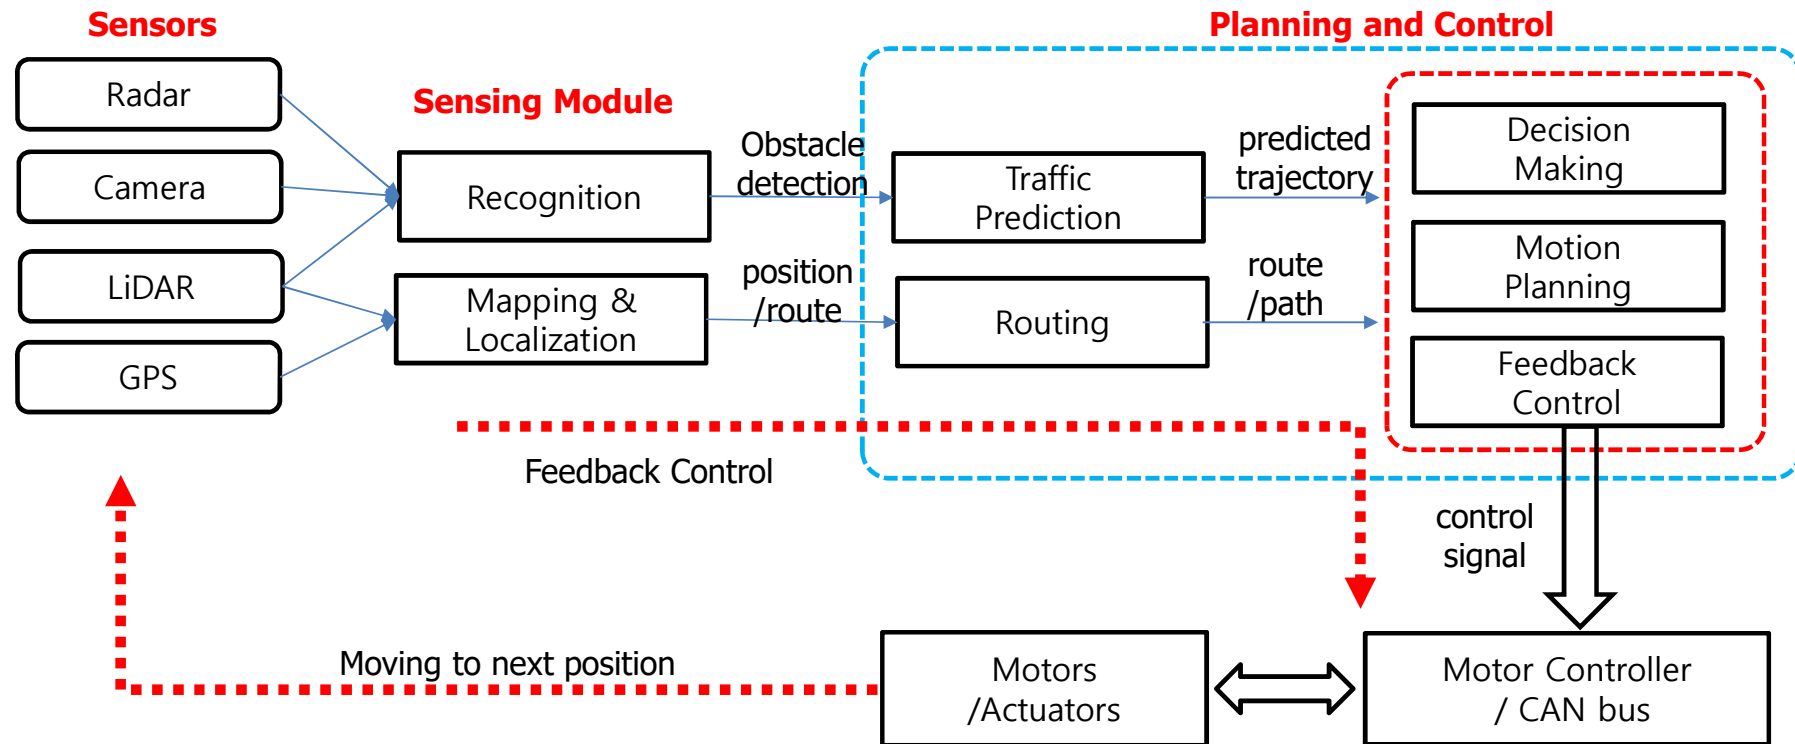 Sensors
Radar
Camera
LiDAR
GPS
Sensing Module
Recognition
Mapping &
Localization
Obstacle
detection
position
/route
Planning and Control
Traffic
Prediction
Routing
predicted
trajectory
route
/path
Decision
Making
Motion
Planning
Feedback
Control
Feedback Control
control
signal
Moving to next position
Motors
/Actuators
Motor Controller
/ CAN bus